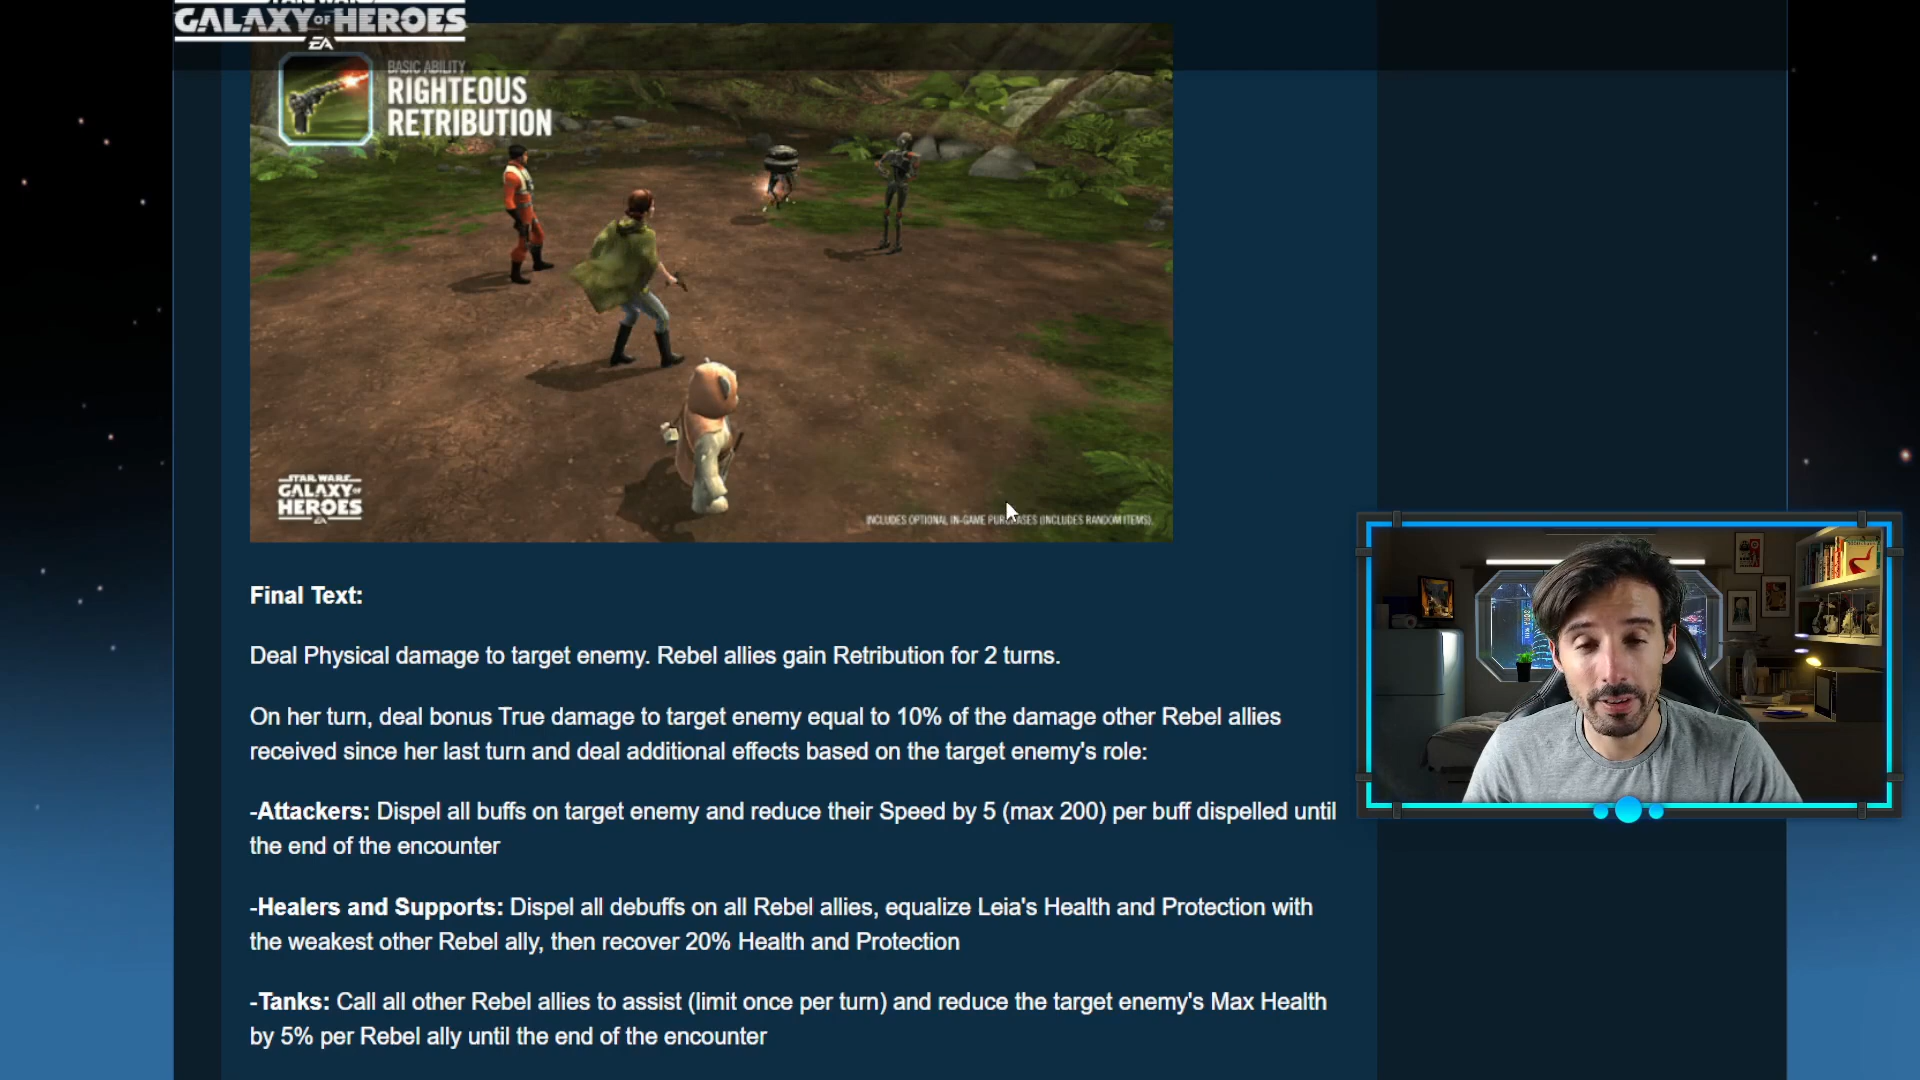 STAR WARS
GALAXY OF HEROES
EA
BASIC ABILITY
RIGHTEOUS
RETRIBUTION
STAR WARS
GALAXY OF
HEROES
EA
INCLUDES OPTIONAL IN-GAME PURCHASES (INCLUDES RANDOM ITEMS).
Final Text:
Deal Physical damage to target enemy. Rebel allies gain Retribution for 2 turns.
On her turn, deal bonus True damage to target enemy equal to 10% of the damage other Rebel allies
received since her last turn and deal additional effects based on the target enemy's role:
-Attackers: Dispel all buffs on target enemy and reduce their Speed by 5 (max 200) per buff dispelled until
the end of the encounter
-Healers and Supports: Dispel all debuffs on all Rebel allies, equalize Leia's Health and Protection with
the weakest other Rebel ally, then recover 20% Health and Protection
-Tanks: Call all other Rebel allies to assist (limit once per turn) and reduce the target enemy's Max Health
by 5% per Rebel ally until the end of the encounter